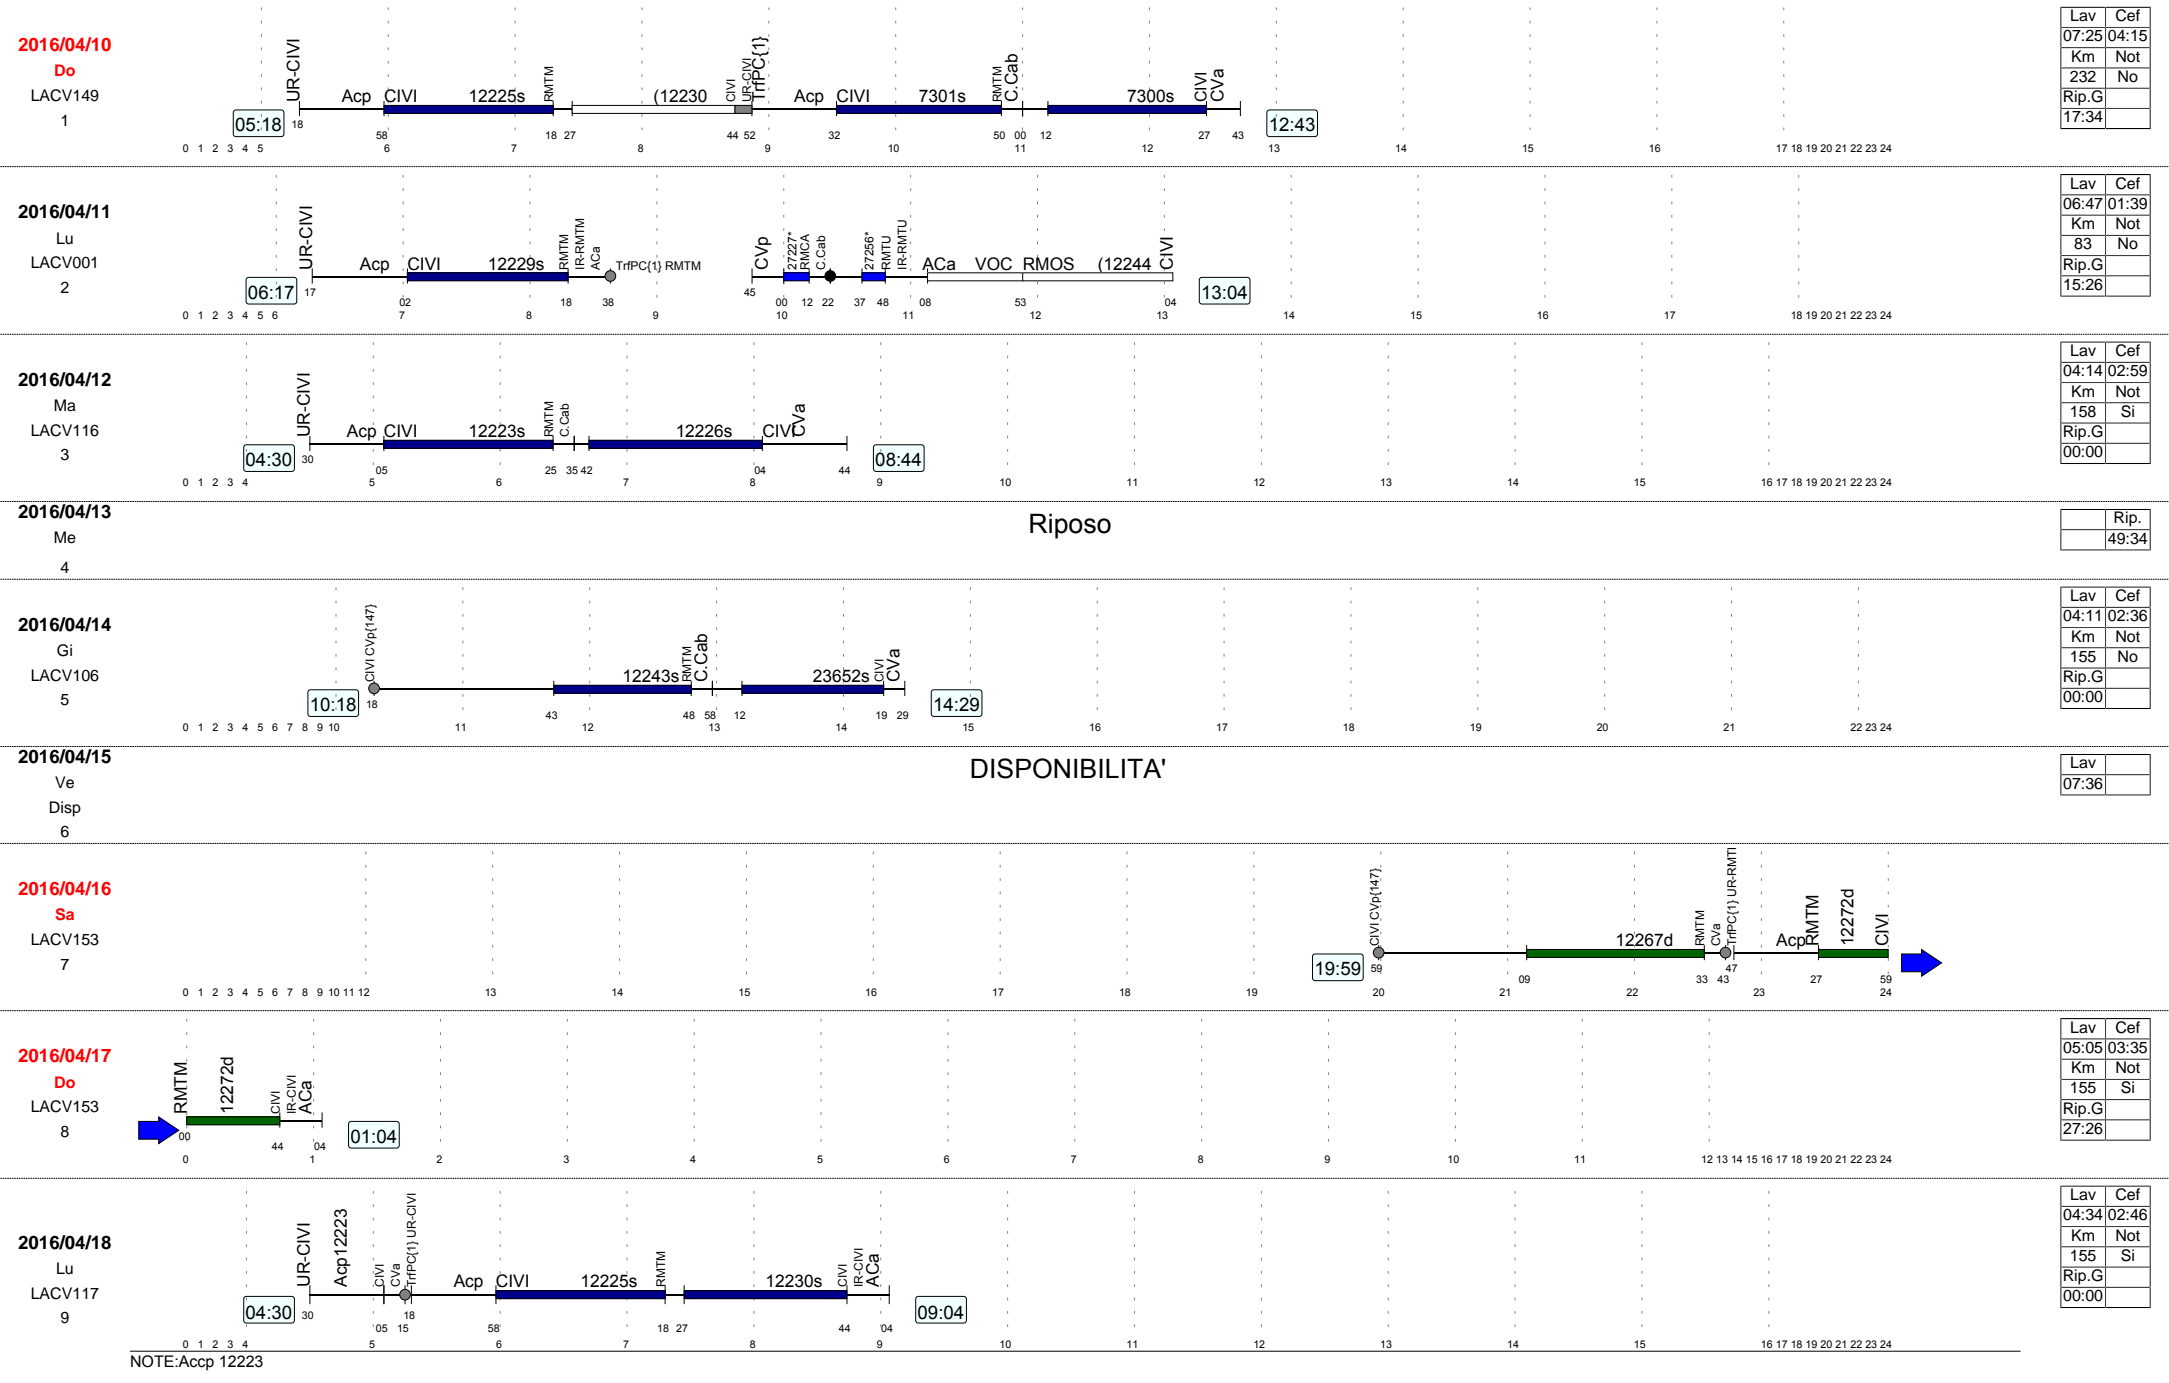 2016/04/10
Do
LACV149
1
05:18
UR-CIVI Acp CIVI 12225s RMTM (12230 CIVI UR-CIVI TrfPC{1} Acp CIVI 7301s RMTM C.Cab 7300s CIVI CVa
18 58 18 27 44 52 32 50 00 12 27 43
12:43
0 1 2 3 4 5 6 7 8 9 10 11 12 13 14 15 16 17 18 19 20 21 22 23 24
Lav Cef
07:25 04:15
Km Not
232 No
Rip.G
17:34
2016/04/11
Lu
LACV001
2
06:17
UR-CIVI Acp CIVI 12229s RMTM IR-RMTM ACa TrfPC{1} RMTM CVp 27227* RMCA C.Cab 27256* RMTU IR-RMTU ACa VOC RMOS (12244 CIVI
17 02 18 38 45 00 12 22 37 48 08 53 04
13:04
0 1 2 3 4 5 6 7 8 9 10 11 12 13 14 15 16 17 18 19 20 21 22 23 24
Lav Cef
06:47 01:39
Km Not
83 No
Rip.G
15:26
2016/04/12
Ma
LACV116
3
04:30
UR-CIVI Acp CIVI 12223s RMTM C.Cab 12226s CIVI CVa
30 05 25 35 42 04 44
08:44
0 1 2 3 4 5 6 7 8 9 10 11 12 13 14 15 16 17 18 19 20 21 22 23 24
Lav Cef
04:14 02:59
Km Not
158 Si
Rip.G
00:00
2016/04/13
Me
4
Riposo
Rip.
49:34
2016/04/14
Gi
LACV106
5
10:18
CIVI CVp{147} 12243s RMTM C.Cab 23652s CIVI CVa
18 43 48 58 12 19 29
14:29
0 1 2 3 4 5 6 7 8 9 10 11 12 13 14 15 16 17 18 19 20 21 22 23 24
Lav Cef
04:11 02:36
Km Not
155 No
Rip.G
00:00
2016/04/15
Ve
Disp
6
DISPONIBILITA'
Lav
07:36
2016/04/16
Sa
LACV153
7
19:59
CIVI CVp{147} 12267d RMTM CVa TrfPC{1} UR-RMTM Acp RMTM 12272d CIVI
59 09 33 43 47 27 59
0 1 2 3 4 5 6 7 8 9 10 11 12 13 14 15 16 17 18 19 20 21 22 23 24
2016/04/17
Do
LACV153
8
RMTM 12272d CIVI IR-CIVI ACa
00 44 04
01:04
0 1 2 3 4 5 6 7 8 9 10 11 12 13 14 15 16 17 18 19 20 21 22 23 24
Lav Cef
05:05 03:35
Km Not
155 Si
Rip.G
27:26
2016/04/18
Lu
LACV117
9
04:30
UR-CIVI Acp12223 CIVI CVa TrfPC{1} UR-CIVI Acp CIVI 12225s RMTM 12230s CIVI IR-CIVI ACa
30 05 15 18 58 18 27 44 04
09:04
0 1 2 3 4 5 6 7 8 9 10 11 12 13 14 15 16 17 18 19 20 21 22 23 24
Lav Cef
04:34 02:46
Km Not
155 Si
Rip.G
00:00
NOTE:Accp 12223